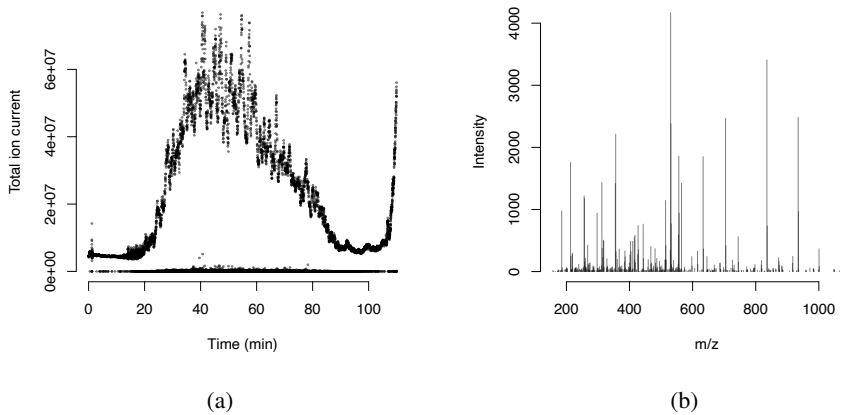 Total ion current
6e+07
4e+07
2e+07
0e+00
0 20 40 60 80 100
Time (min)
(a)
Intensity
4000
3000
2000
1000
0
200 400 600 800 1000
m/z
(b)